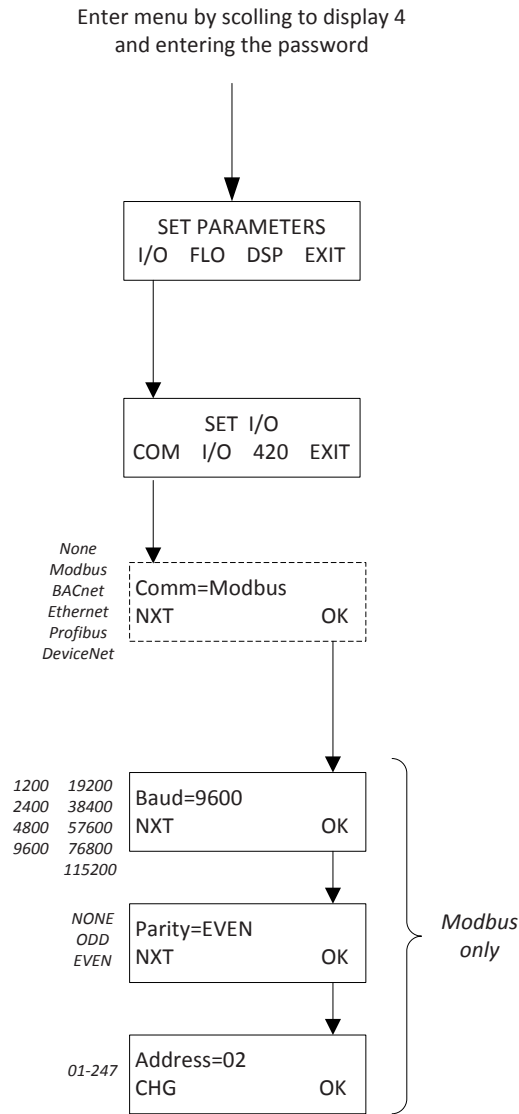 Enter menu by scolling to display 4
and entering the password
SET PARAMETERS
I/O FLO DSP EXIT
SET I/O
COM I/O 420 EXIT
None
Modbus
BACnet
Ethernet
Profibus
DeviceNet
Comm=Modbus
NXT OK
1200 19200
2400 38400
4800 57600
9600 76800
115200
Baud=9600
NXT OK
NONE
ODD
EVEN
Parity=EVEN
NXT OK
Modbus
only
01-247
Address=02
CHG OK